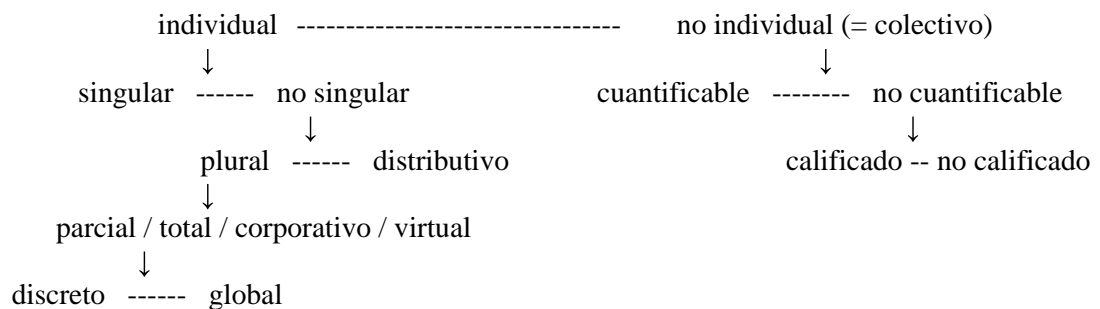 individual ---------------------------- no individual (= colectivo)
↓ ↓
singular ------ no singular cuantificable -------- no cuantificable
↓ ↓
plural ------ distributivo calificado -- no calificado
↓
parcial / total / corporativo / virtual
↓
discreto ------ global